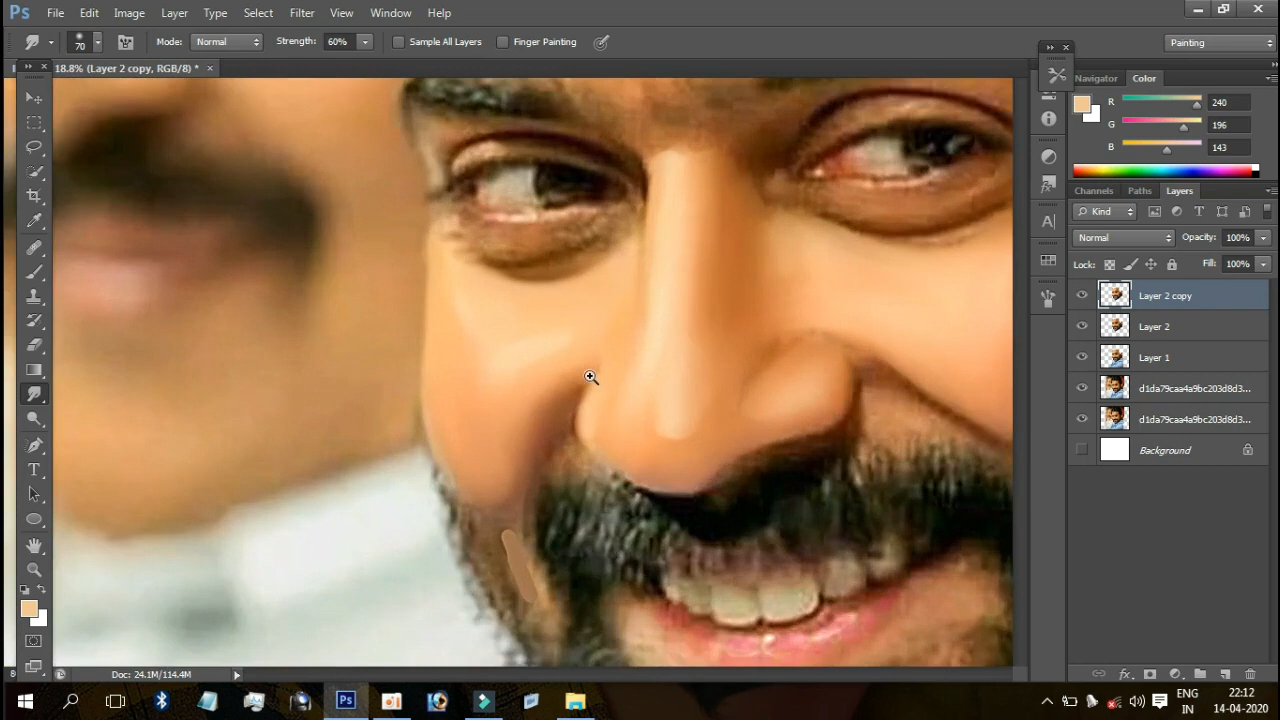 Ps File Edit Image Layer Type Select Filter View Window Help
70 Mode: Normal Strength: 60% Sample All Layers Finger Painting Painting
18.8% (Layer 2 copy, RGB/8) * ×
Navigator Color
R 240
G 196
B 143
Channels Paths Layers
Kind
Normal Opacity: 100%
Lock: Fill: 100%
Layer 2 copy
Layer 2
Layer 1
d1da79caa4a9bc203d8d3...
d1da79caa4a9bc203d8d3...
Background
Doc: 24.1M/114.4M
Ps
ENG 22:12
IN 14-04-2020